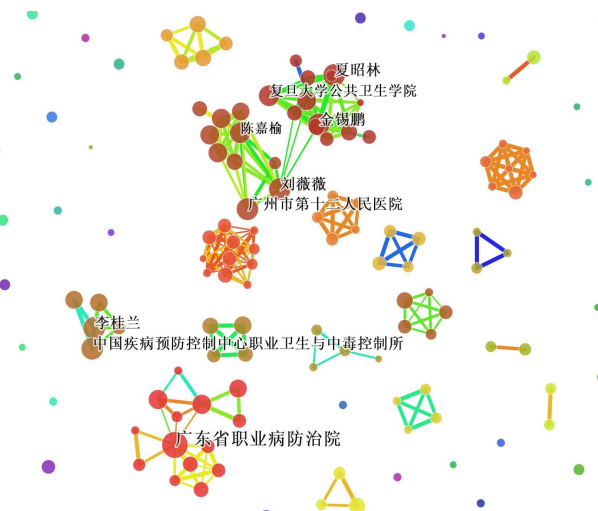 夏昭林
复旦大学公共卫生学院
金锡鹏
陈嘉榆
刘薇薇
广州市第十二人民医院
李桂兰
中国疾病预防控制中心职业卫生与中毒控制所
广东省职业病防治院